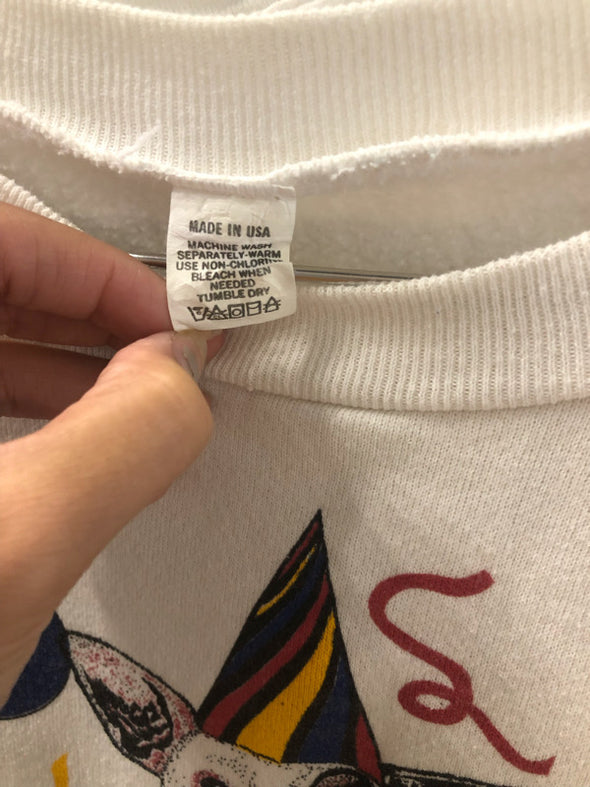 MADE IN USA
MACHINE WASH
SEPARATELY-WARM
USE NON-CHLORINE
BLEACH WHEN
NEEDED
TUMBLE DRY